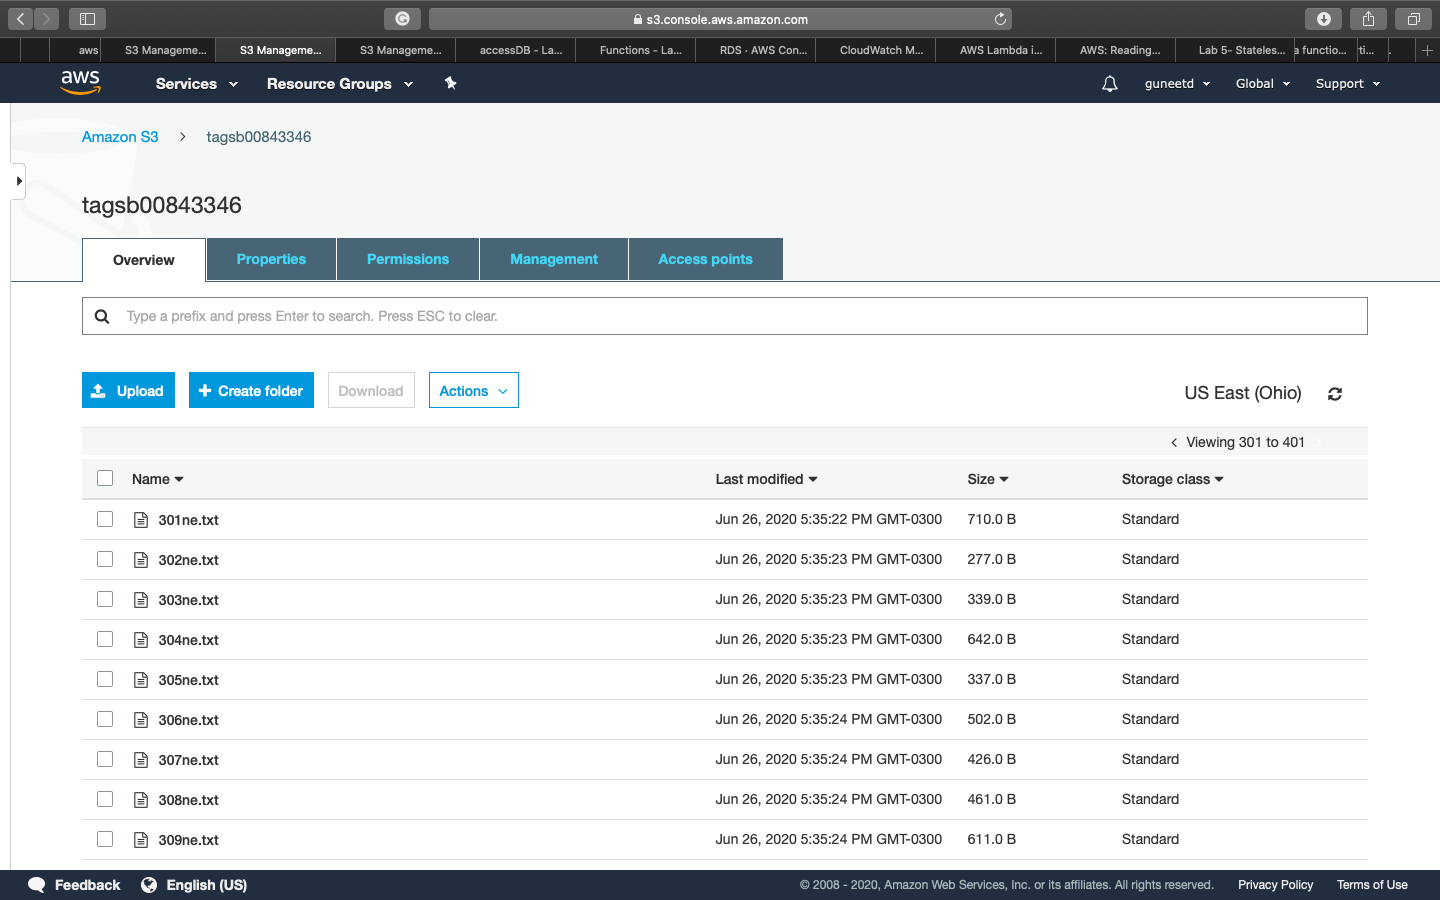 s3.console.aws.amazon.com
aws S3 Manageme... S3 Manageme... S3 Manageme... accessDB - La... Functions - La... RDS · AWS Con... CloudWatch M... AWS Lambda i... AWS: Reading... Lab 5- Stateles... a functio... ti...
aws Services Resource Groups guneetd Global Support
Amazon S3 > tagsb00843346
tagsb00843346
Overview Properties Permissions Management Access points
Type a prefix and press Enter to search. Press ESC to clear.
Upload + Create folder Download Actions US East (Ohio)
Viewing 301 to 401
Name Last modified Size Storage class
301ne.txt Jun 26, 2020 5:35:22 PM GMT-0300 710.0 B Standard
302ne.txt Jun 26, 2020 5:35:23 PM GMT-0300 277.0 B Standard
303ne.txt Jun 26, 2020 5:35:23 PM GMT-0300 339.0 B Standard
304ne.txt Jun 26, 2020 5:35:23 PM GMT-0300 642.0 B Standard
305ne.txt Jun 26, 2020 5:35:23 PM GMT-0300 337.0 B Standard
306ne.txt Jun 26, 2020 5:35:24 PM GMT-0300 502.0 B Standard
307ne.txt Jun 26, 2020 5:35:24 PM GMT-0300 426.0 B Standard
308ne.txt Jun 26, 2020 5:35:24 PM GMT-0300 461.0 B Standard
309ne.txt Jun 26, 2020 5:35:24 PM GMT-0300 611.0 B Standard
Feedback English (US) © 2008 - 2020, Amazon Web Services, Inc. or its affiliates. All rights reserved. Privacy Policy Terms of Use